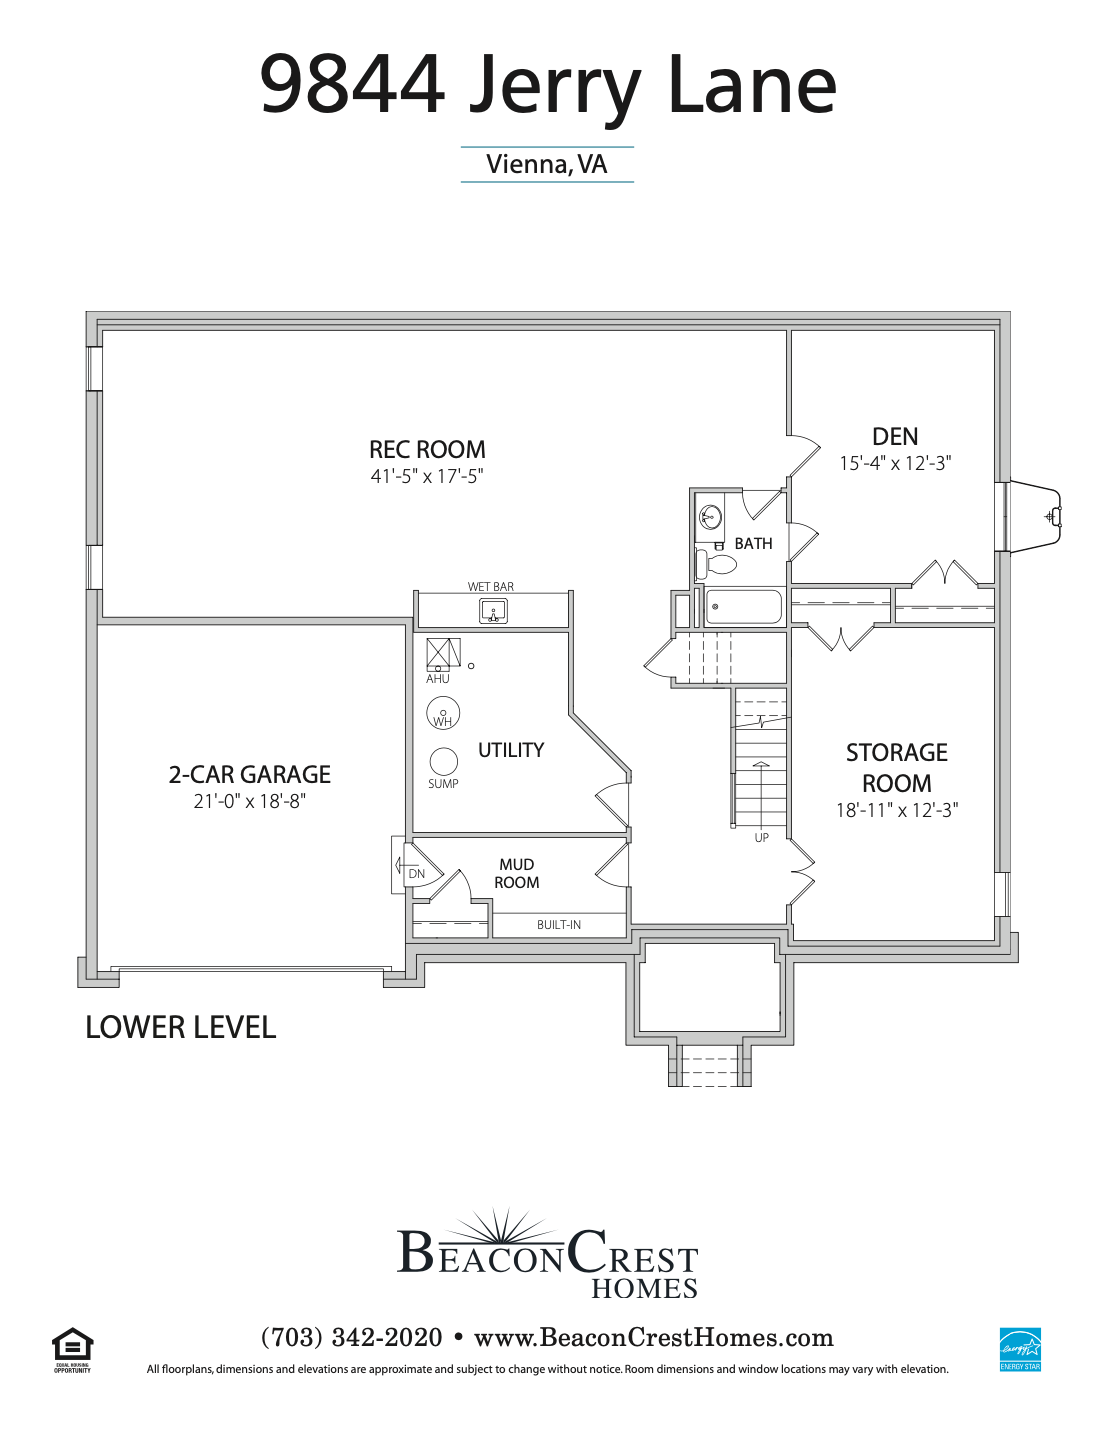 9844 Jerry Lane
Vienna, VA
REC ROOM
41'-5" x 17'-5"
DEN
15'-4" x 12'-3"
BATH
WET BAR
AHU
WH
SUMP
UTILITY
2-CAR GARAGE
21'-0" x 18'-8"
STORAGE
ROOM
18'-11" x 12'-3"
UP
DN
MUD
ROOM
BUILT-IN
LOWER LEVEL
BEACONCREST
HOMES
(703) 342-2020 • www.BeaconCrestHomes.com
EQUAL HOUSING
OPPORTUNITY
All floorplans, dimensions and elevations are approximate and subject to change without notice. Room dimensions and window locations may vary with elevation.
energy
ENERGY STAR